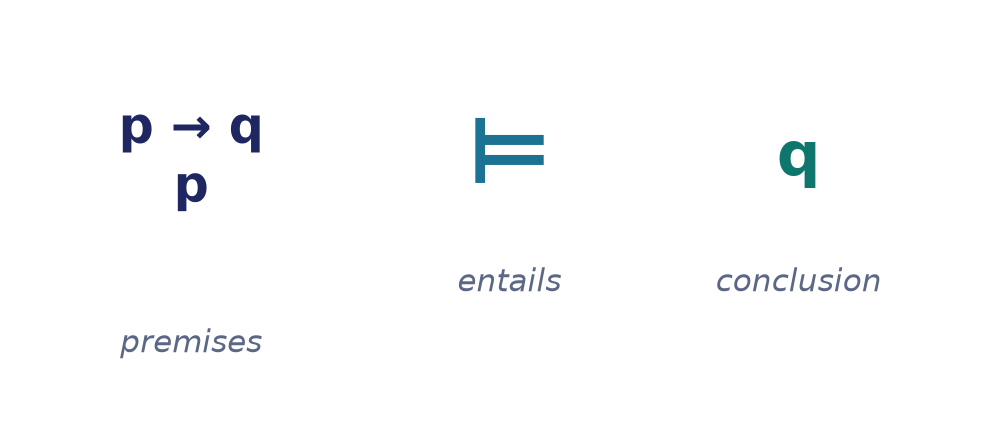 p → q
p
⊨
q
entails
conclusion
premises